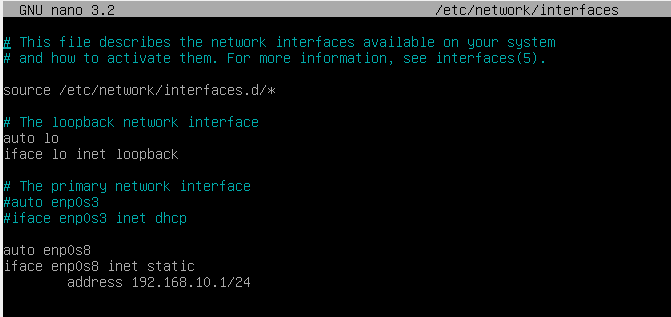 GNU nano 3.2 /etc/network/interfaces
# This file describes the network interfaces available on your system
# and how to activate them. For more information, see interfaces(5).
source /etc/network/interfaces.d/*
# The loopback network interface
auto lo
iface lo inet loopback
# The primary network interface
#auto enp0s3
#iface enp0s3 inet dhcp
auto enp0s8
iface enp0s8 inet static
address 192.168.10.1/24